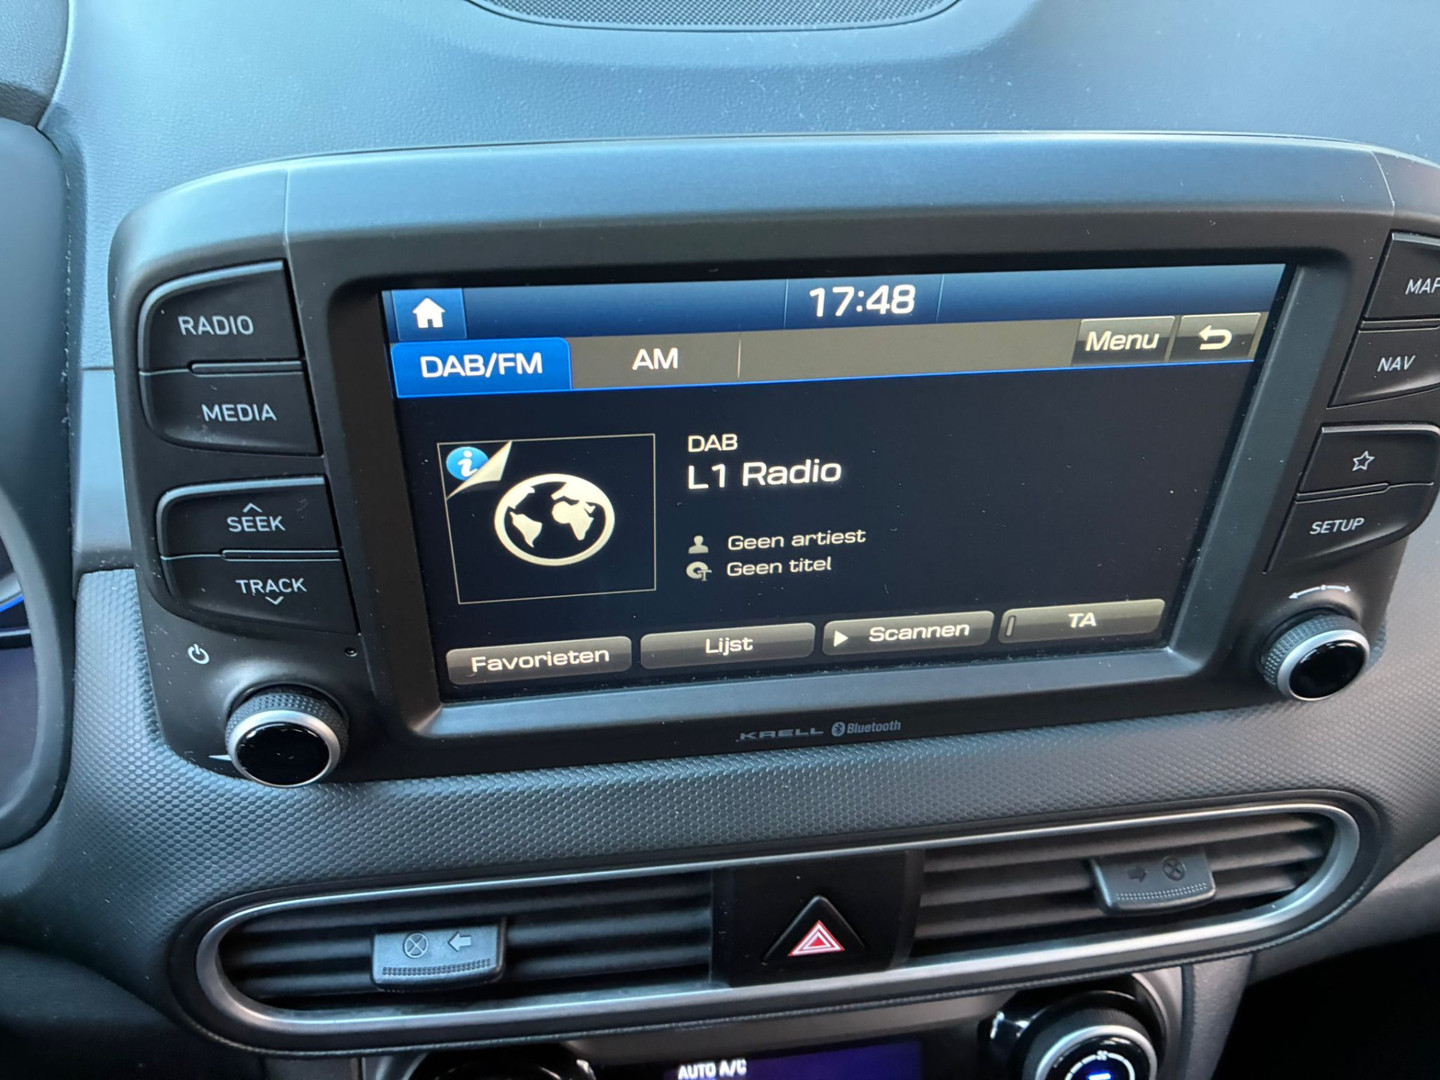 17:48
DAB/FM
AM
Menu
RADIO
MEDIA
SEEK
TRACK
DAB
L1 Radio
Geen artiest
Geen titel
Favorieten
Lijst
Scannen
TA
MAP
NAV
SETUP
KRELL Bluetooth
AUTO A/C